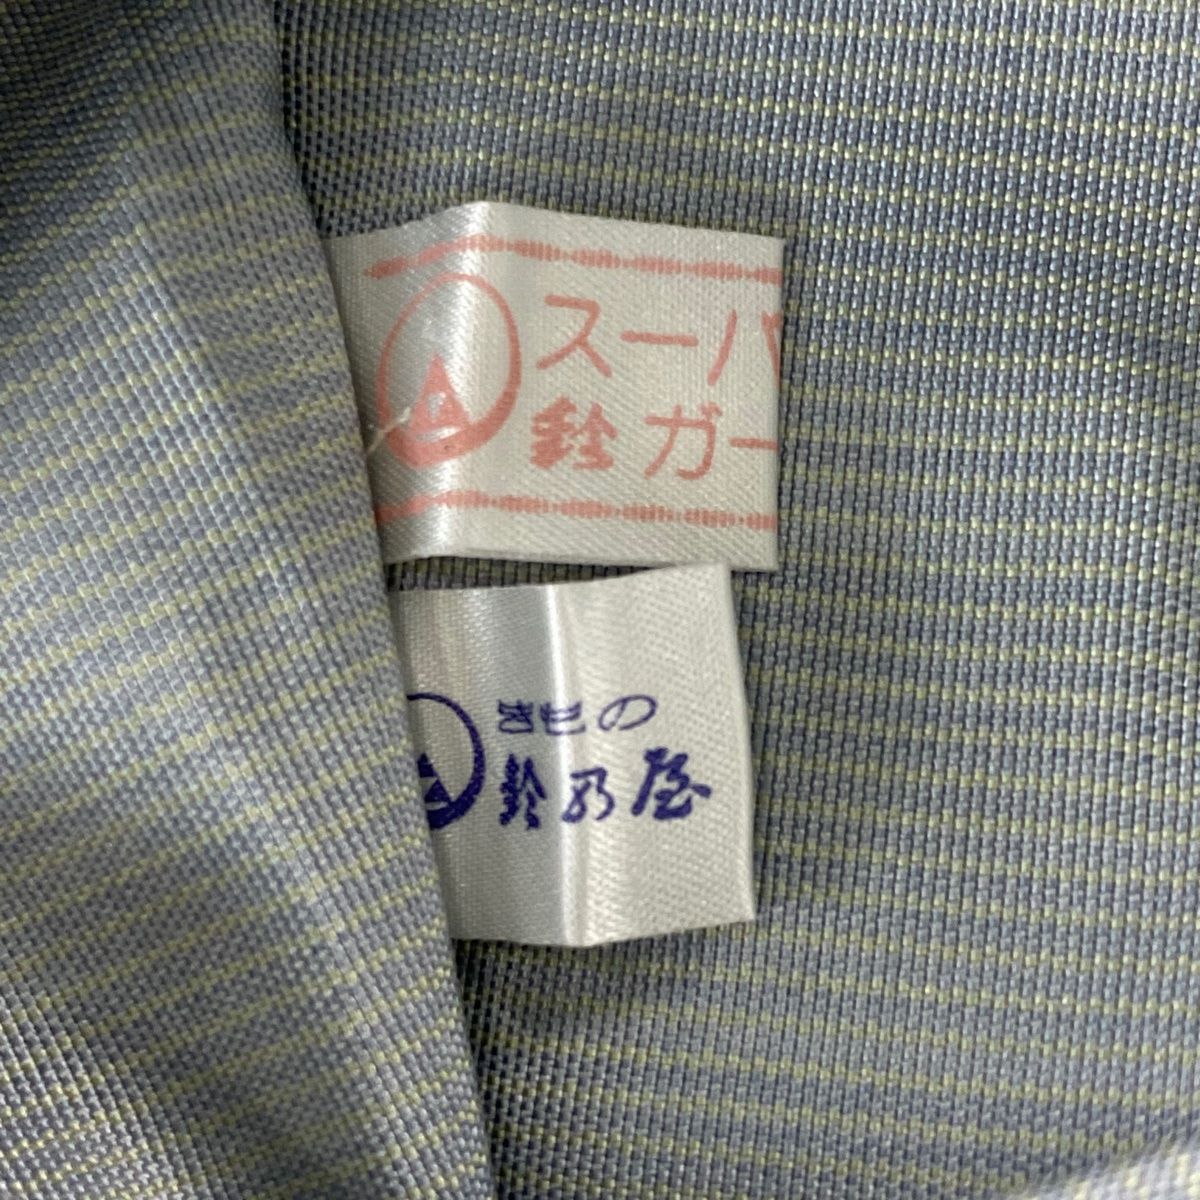 スーパ
鈴ガー
きもの
鈴乃屋